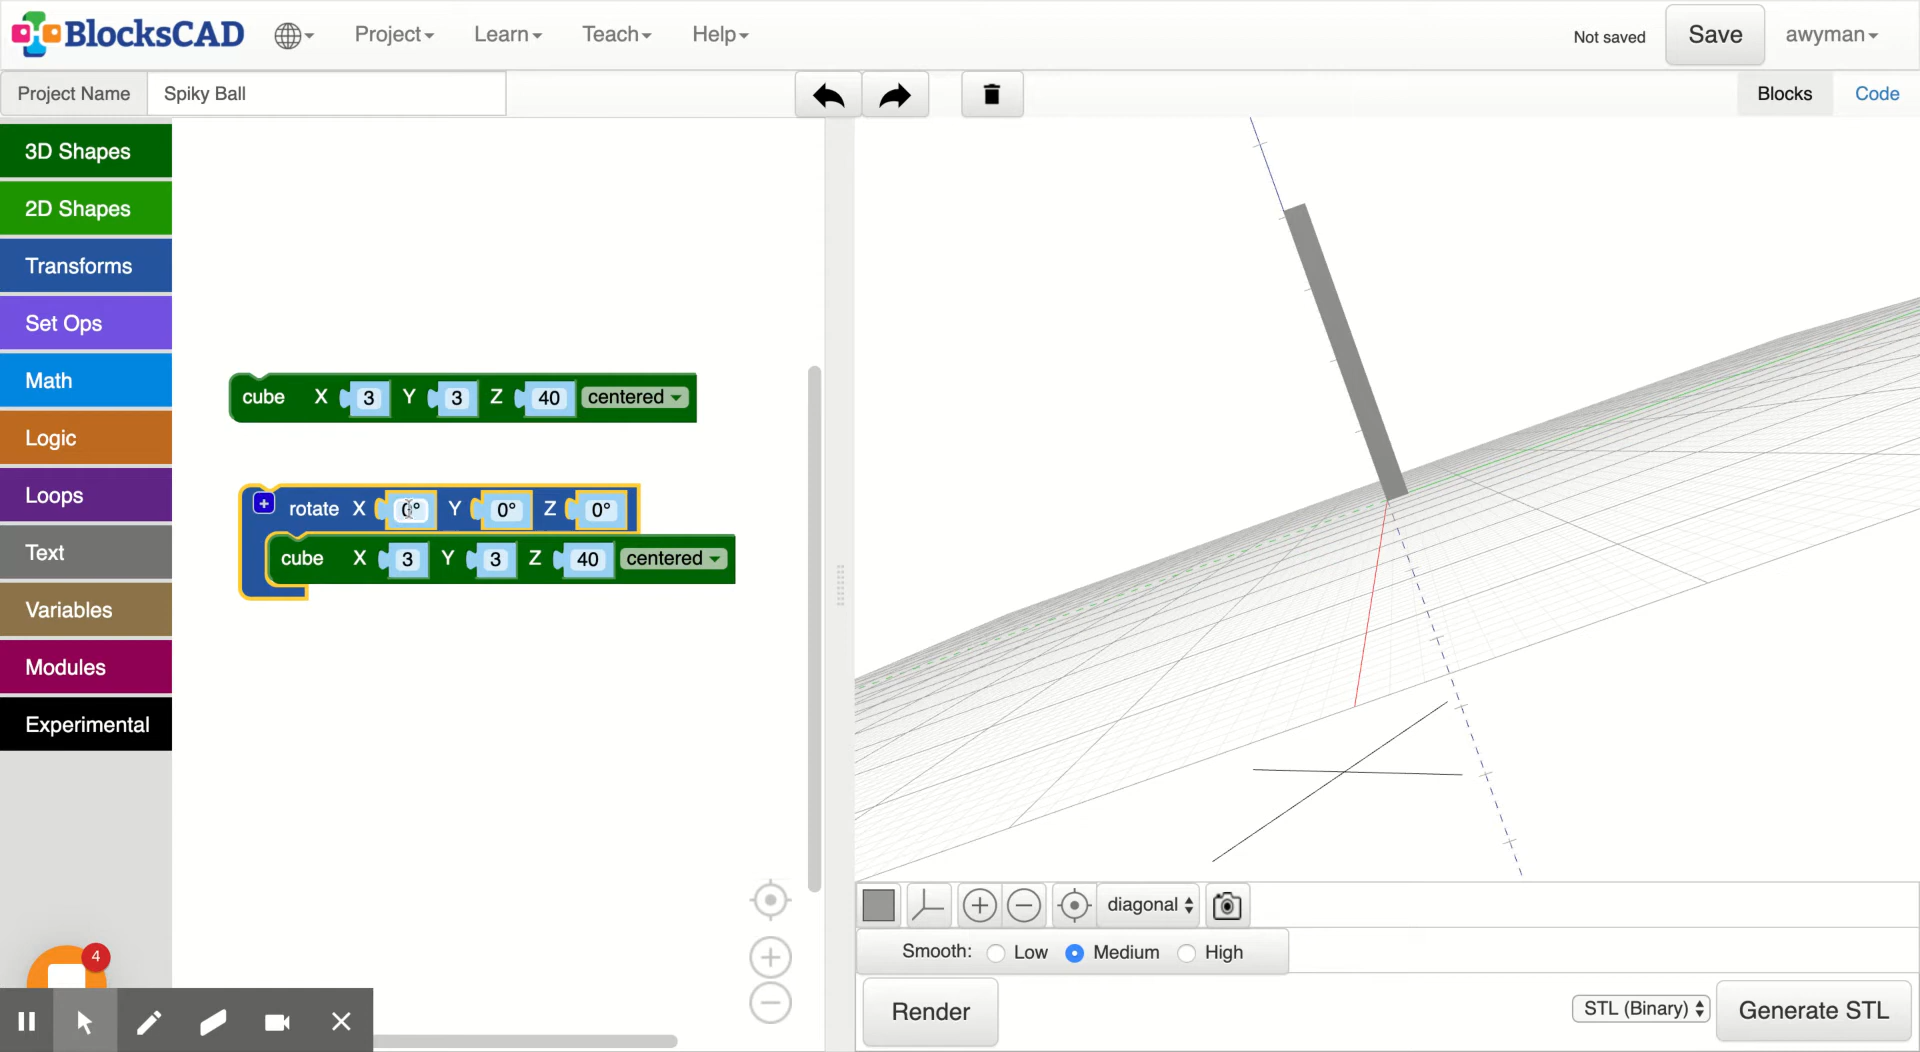 BlocksCAD Project Learn Teach Help Not saved Save awyman
Project Name Spiky Ball Blocks Code
3D Shapes
2D Shapes
Transforms
Set Ops
Math
Logic
Loops
Text
Variables
Modules
Experimental
cube X 3 Y 3 Z 40 centered
+ rotate X 0° Y 0° Z 0°
cube X 3 Y 3 Z 40 centered
4
diagonal
Smooth: Low Medium High
Render STL (Binary) Generate STL